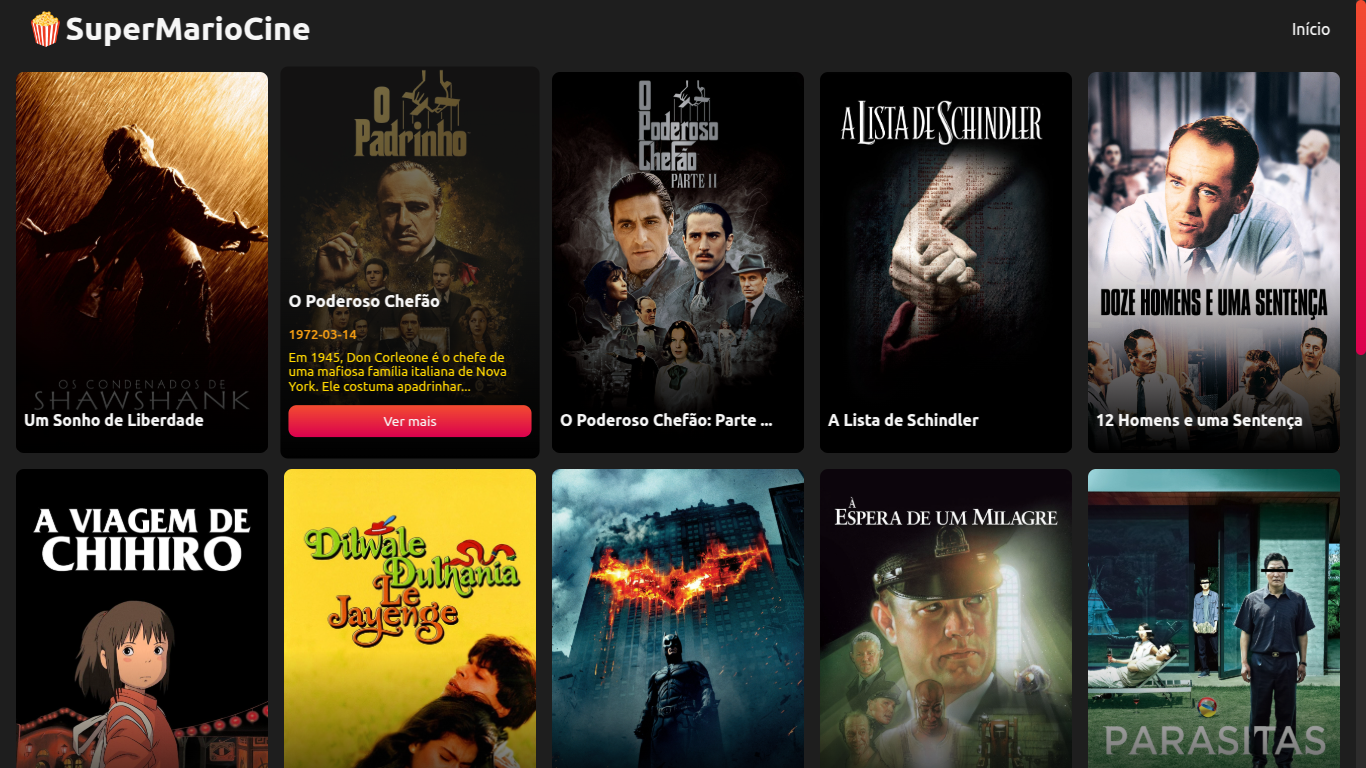 SuperMarioCine
Início
OS CONDENADOS DE
SHAWSHANK
Um Sonho de Liberdade
O
Padrinho
O Poderoso Chefão
1972-03-14
Em 1945, Don Corleone é o chefe de
uma mafiosa família italiana de Nova
York. Ele costuma apadrinhar...
Ver mais
O
Poderoso
Chefão
PARTE II
O Poderoso Chefão: Parte ...
A LISTA DE SCHINDLER
A Lista de Schindler
DOZE HOMENS E UMA SENTENÇA
12 Homens e uma Sentença
A VIAGEM DE
CHIHIRO
Dilwale
Dulhania
Le
Jayenge
À
ESPERA DE UM MILAGRE
PARASITAS